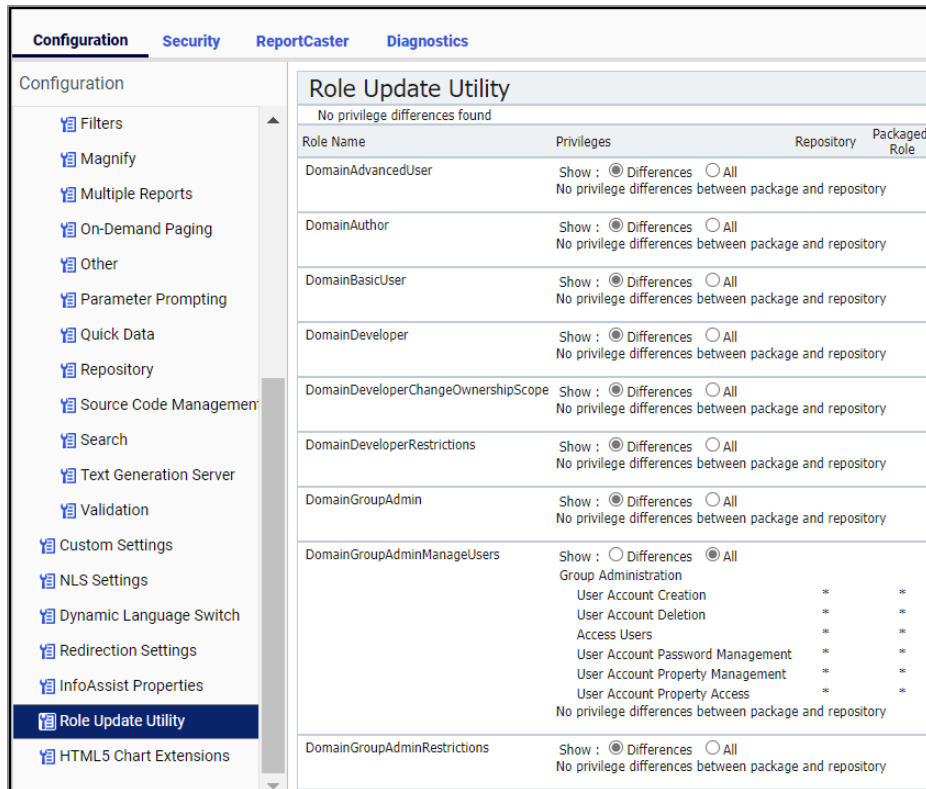 Configuration Security ReportCaster Diagnostics
Configuration
Filters
Magnify
Multiple Reports
On-Demand Paging
Other
Parameter Prompting
Quick Data
Repository
Source Code Managemen
Search
Text Generation Server
Validation
Custom Settings
NLS Settings
Dynamic Language Switch
Redirection Settings
InfoAssist Properties
Role Update Utility
HTML5 Chart Extensions
Role Update Utility
No privilege differences found
Role Name Privileges Repository Packaged Role
DomainAdvancedUser Show : Differences All
No privilege differences between package and repository
DomainAuthor Show : Differences All
No privilege differences between package and repository
DomainBasicUser Show : Differences All
No privilege differences between package and repository
DomainDeveloper Show : Differences All
No privilege differences between package and repository
DomainDeveloperChangeOwnershipScope Show : Differences All
No privilege differences between package and repository
DomainDeveloperRestrictions Show : Differences All
No privilege differences between package and repository
DomainGroupAdmin Show : Differences All
No privilege differences between package and repository
DomainGroupAdminManageUsers Show : Differences All
Group Administration
User Account Creation * *
User Account Deletion * *
Access Users * *
User Account Password Management * *
User Account Property Management * *
User Account Property Access * *
No privilege differences between package and repository
DomainGroupAdminRestrictions Show : Differences All
No privilege differences between package and repository